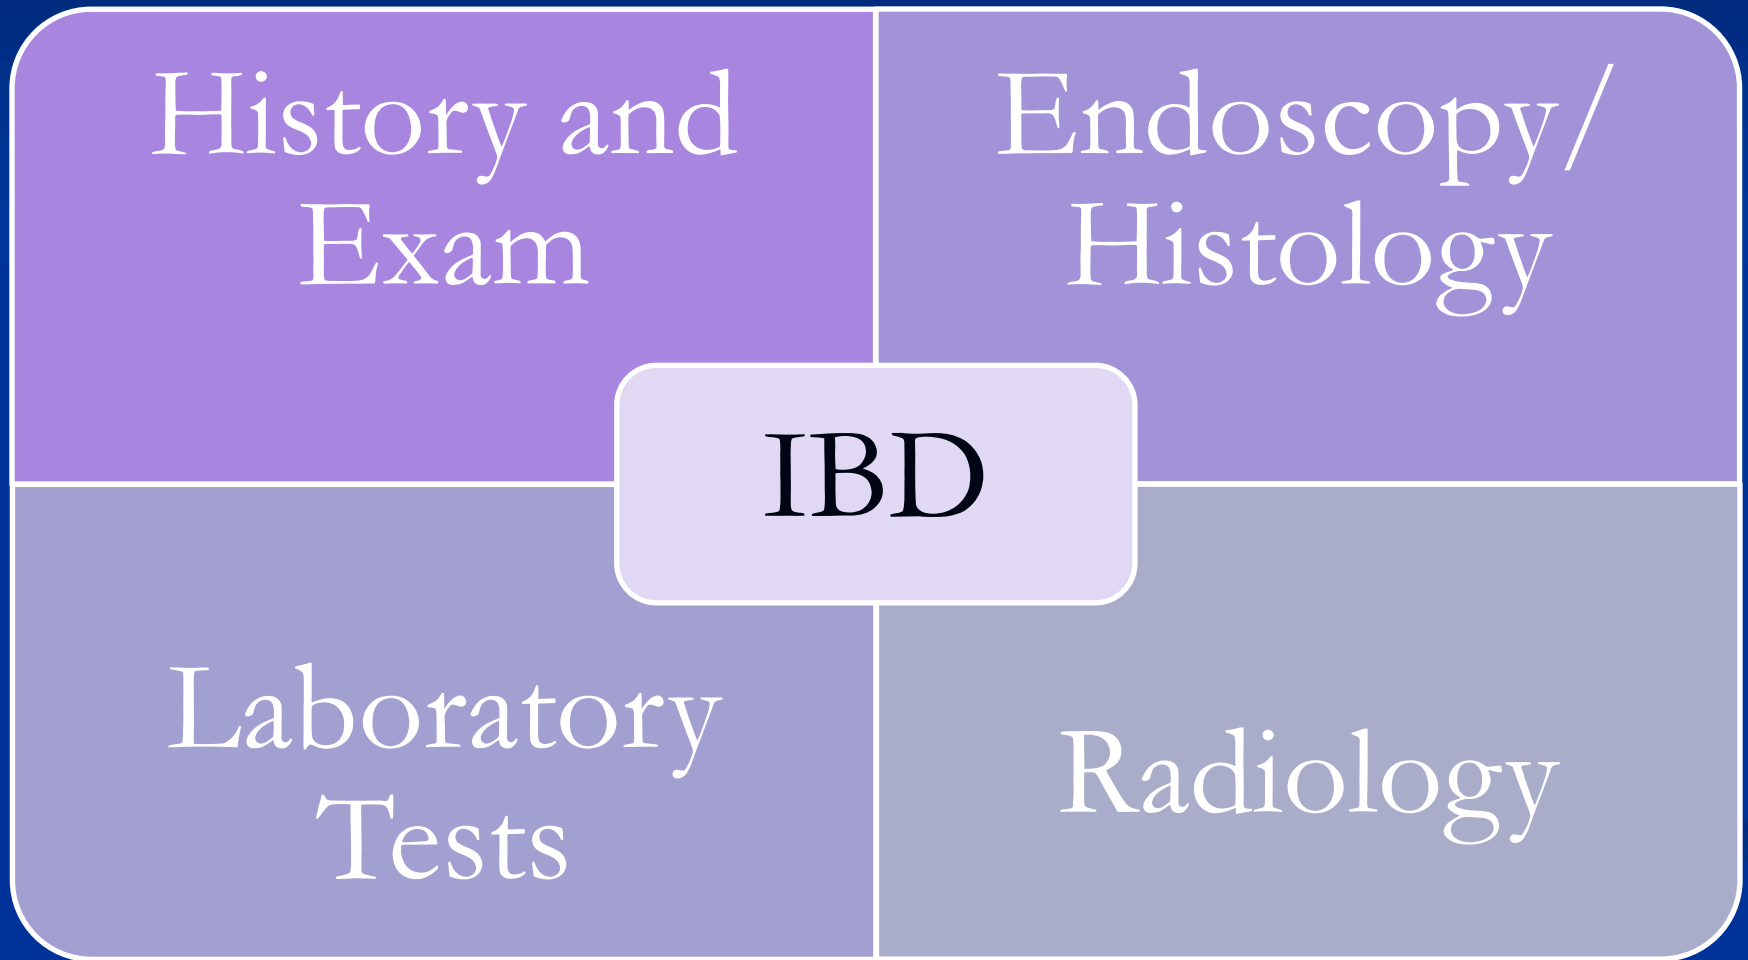 History and
Exam
Endoscopy/
Histology
IBD
Laboratory
Tests
Radiology